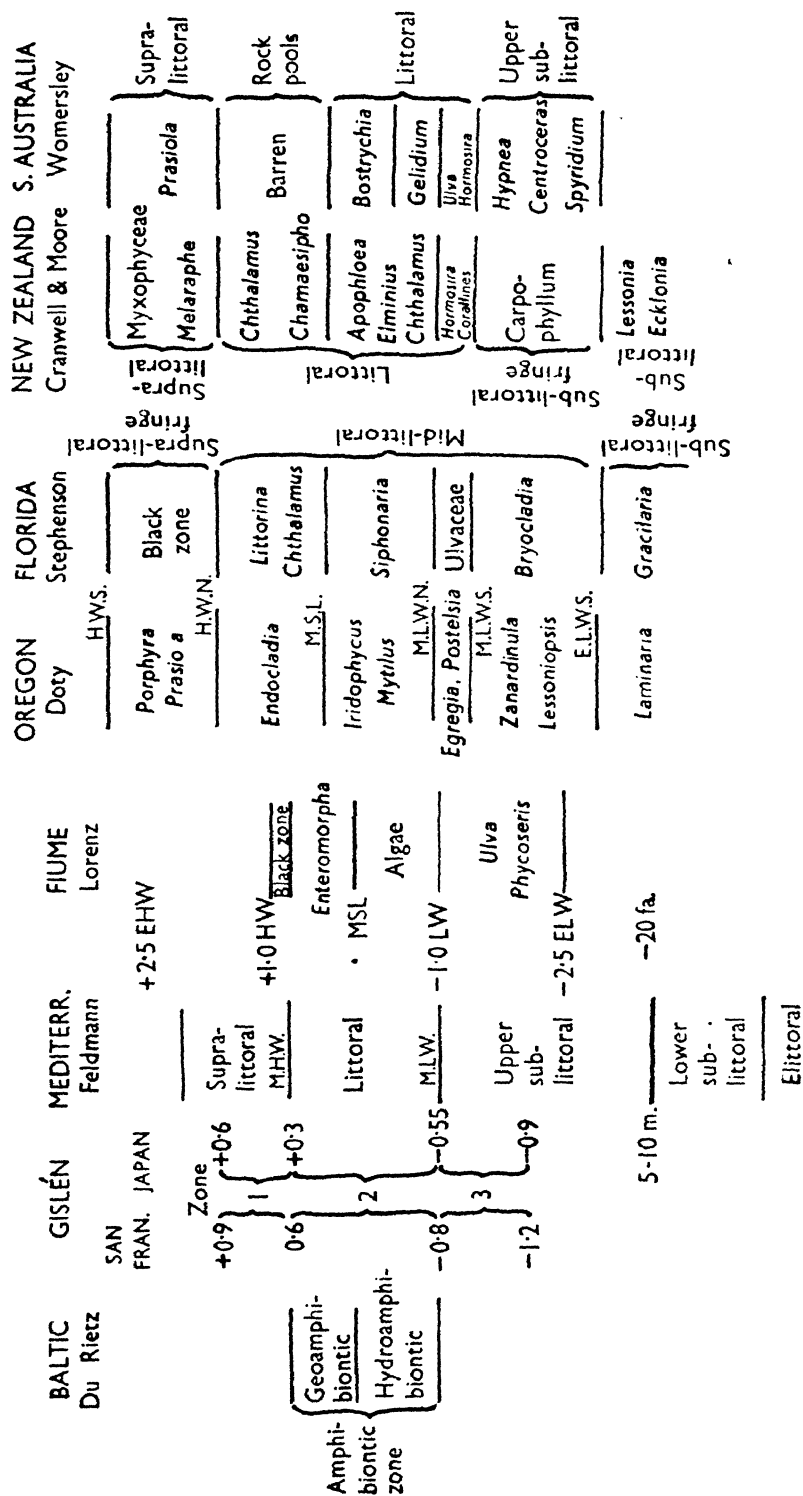 BALTIC
Du Rietz
Amphi-
biontic
zone
Geoamphi-
biontic
Hydroamphi-
biontic
GISLÉN
SAN
FRAN.
JAPAN
Zone
+0·9
+0·6
1
0·6
+0·3
2
−0·8
−0·55
3
−1·2
−0·9
MEDITERR.
Feldmann
Supra-
littoral
M.H.W.
Littoral
M.L.W.
Upper
sub-
littoral
5-10 m.
Lower
sub-
littoral
Elittoral
FIUME
Lorenz
+2·5 EHW
+1·0 HW
Black zone
Enteromorpha
MSL
Algae
−1·0 LW
Ulva
Phycoseris
−2·5 ELW
−20 fa.
OREGON
Doty
H.W.S.
Porphyra
Prasio a
H.W.N.
Endocladia
M.S.L.
Iridophycus
Mytilus
M.L.W.N.
Egregia, Postelsia
M.L.W.S.
Zanardinula
Lessoniopsis
E.L.W.S.
Laminaria
FLORIDA
Stephenson
Black
zone
Supra-littoral
fringe
Littorina
Chthalamus
Siphonaria
Ulvaceae
Bryocladia
Mid-littoral
Gracilaria
Sub-littoral
fringe
NEW ZEALAND
Cranwell & Moore
Supra-
littoral
Myxophyceae
Melaraphe
Littoral
Chthalamus
Chamaesipho
Apophloea
Elminius
Chthalamus
Hormosira
Corallines
Sub-littoral
fringe
Carpo-
phyllum
Sub-
littoral
Lessonia
Ecklonia
S. AUSTRALIA
Womersley
Prasiola
Supra-
littoral
Barren
Rock
pools
Bostrychia
Gelidium
Ulva
Hormosira
Littoral
Hypnea
Centroceras
Spyridium
Upper
sub-
littoral